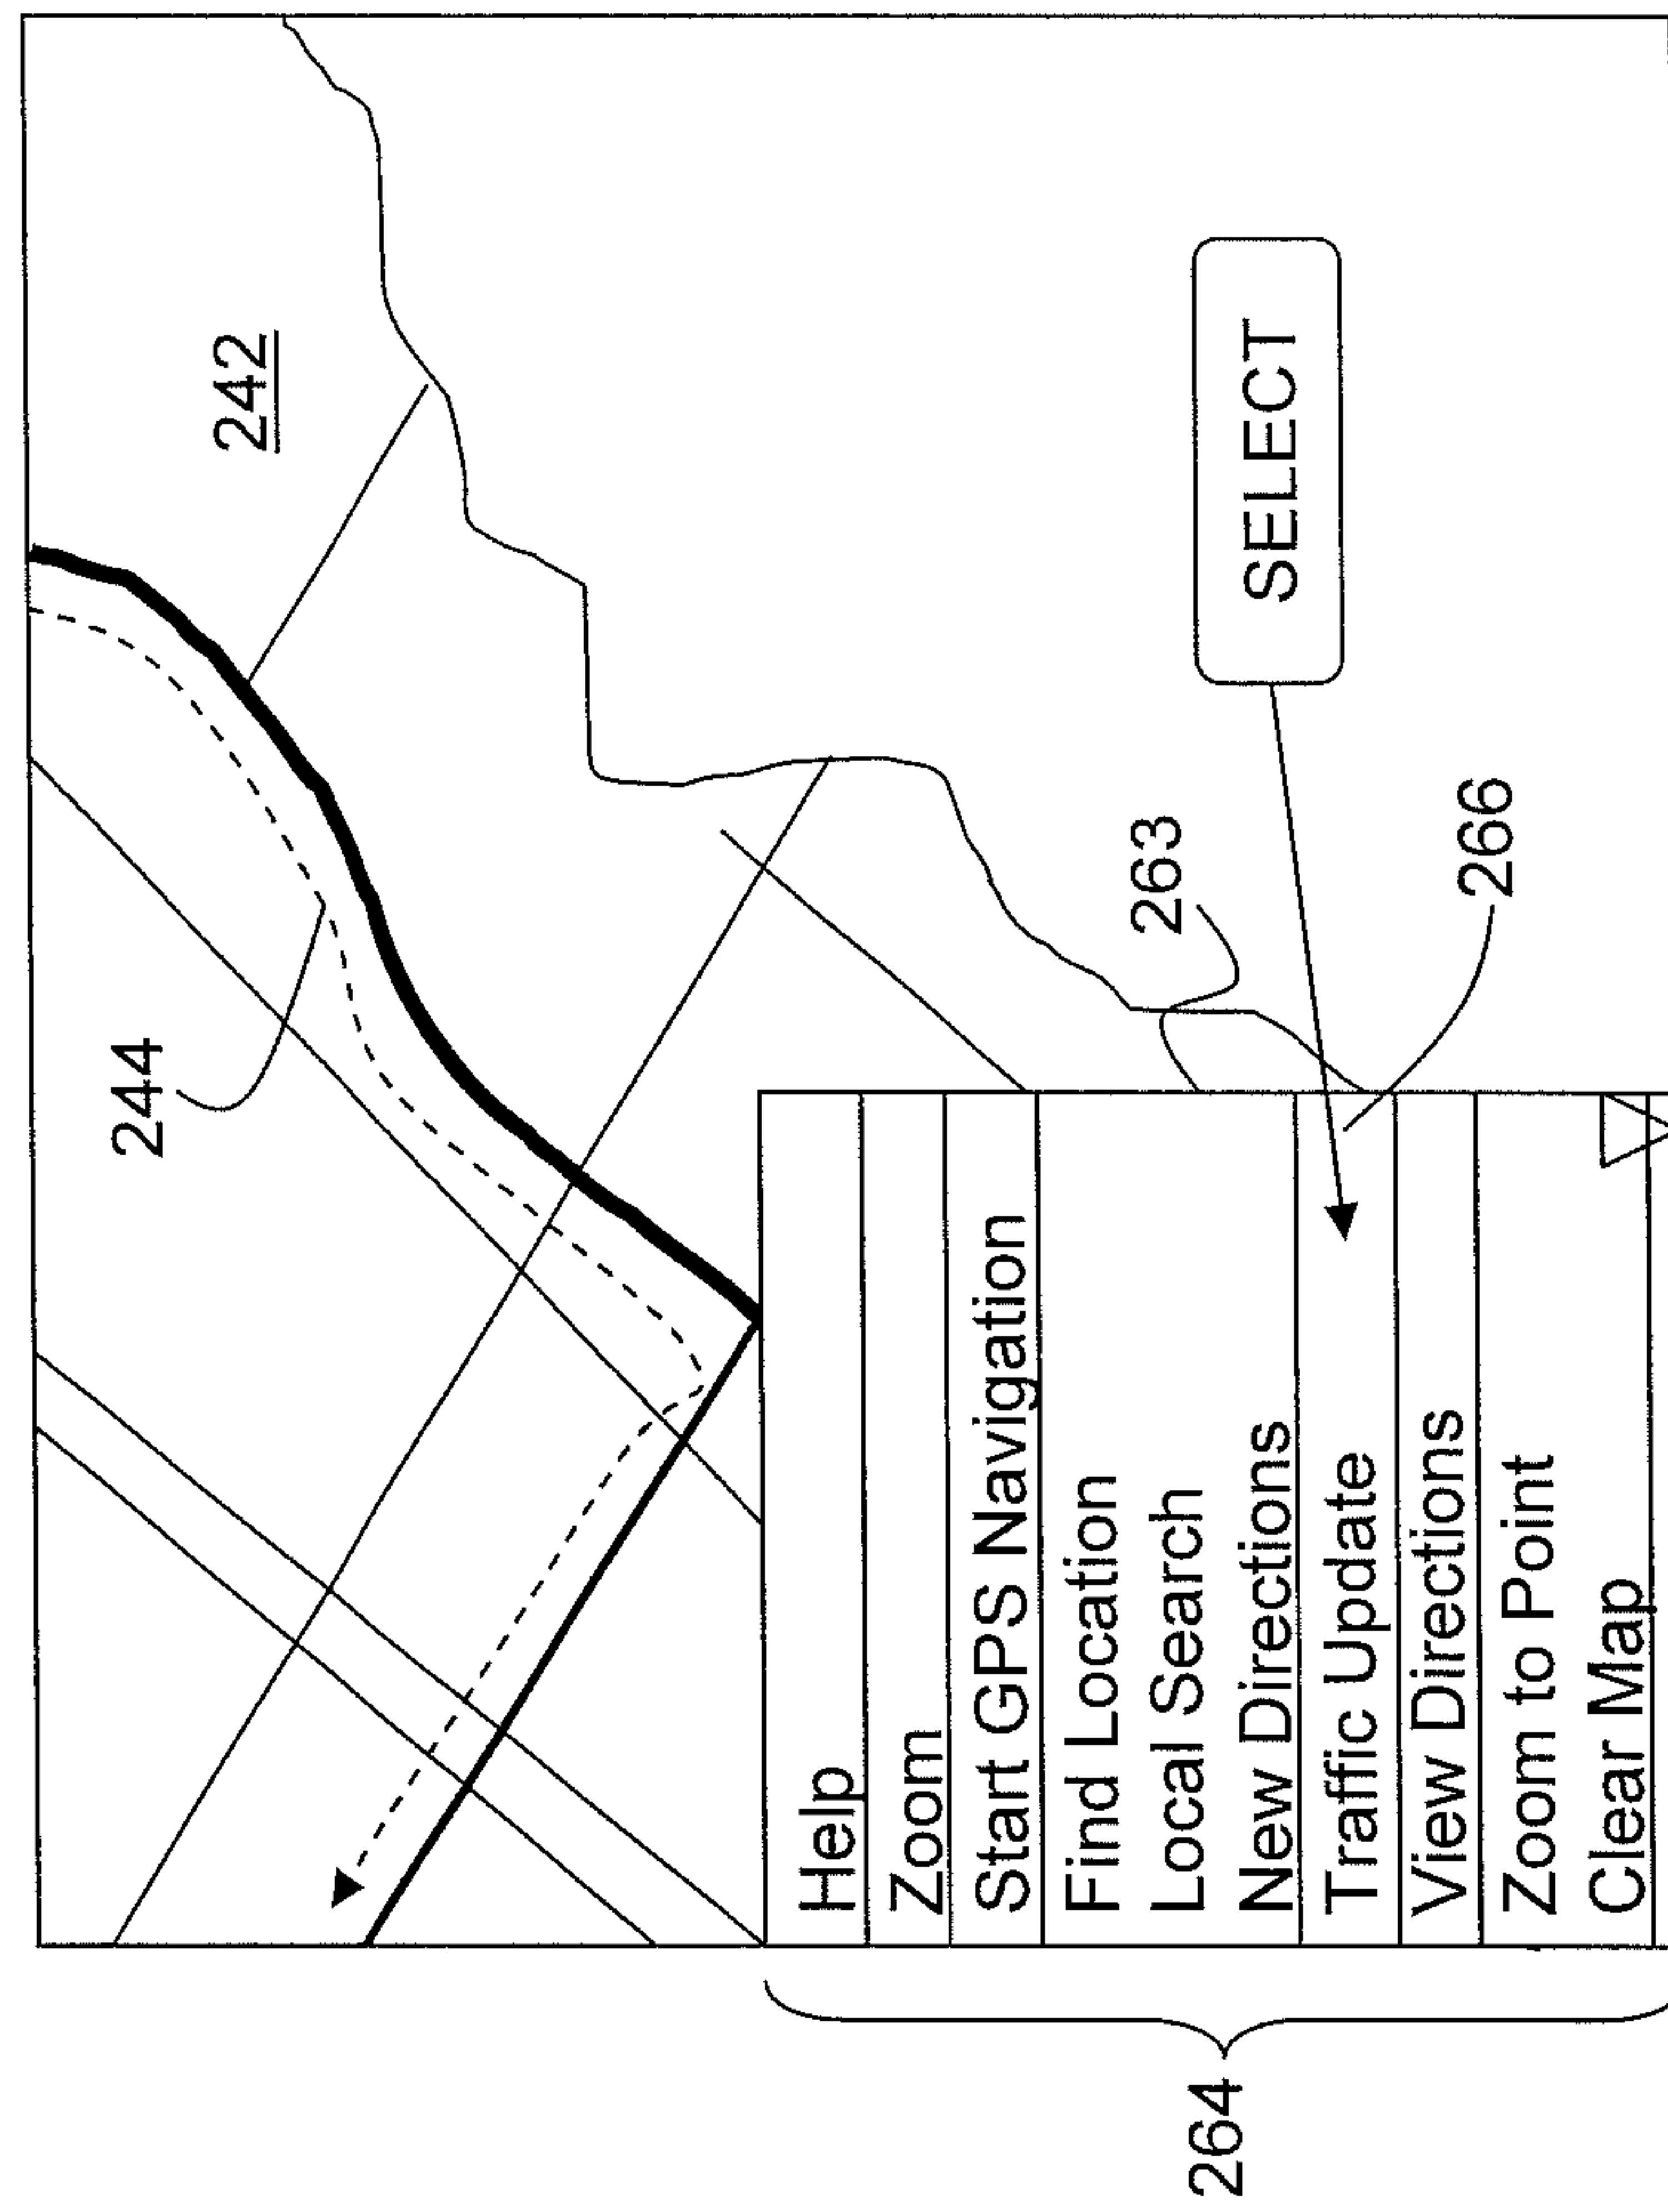 242
244
Help
Zoom
Start GPS Navigation
Find Location
Local Search
New Directions
Traffic Update
View Directions
Zoom to Point
Clear Map
263
SELECT
266
264